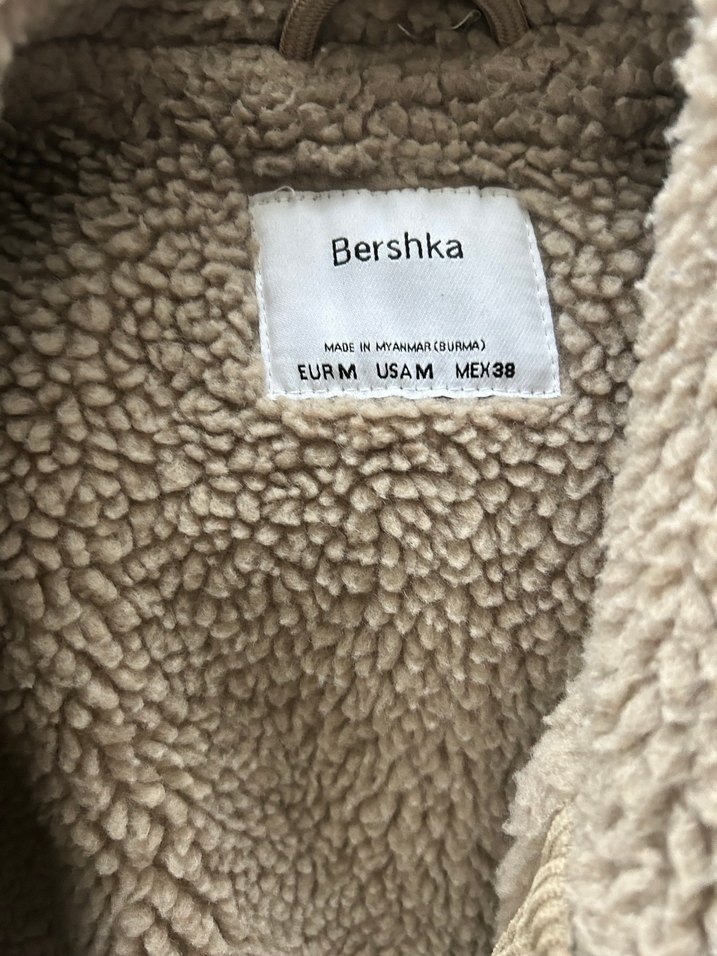 Bershka
MADE IN MYANMAR (BURMA)
EUR M USA M MEX 38